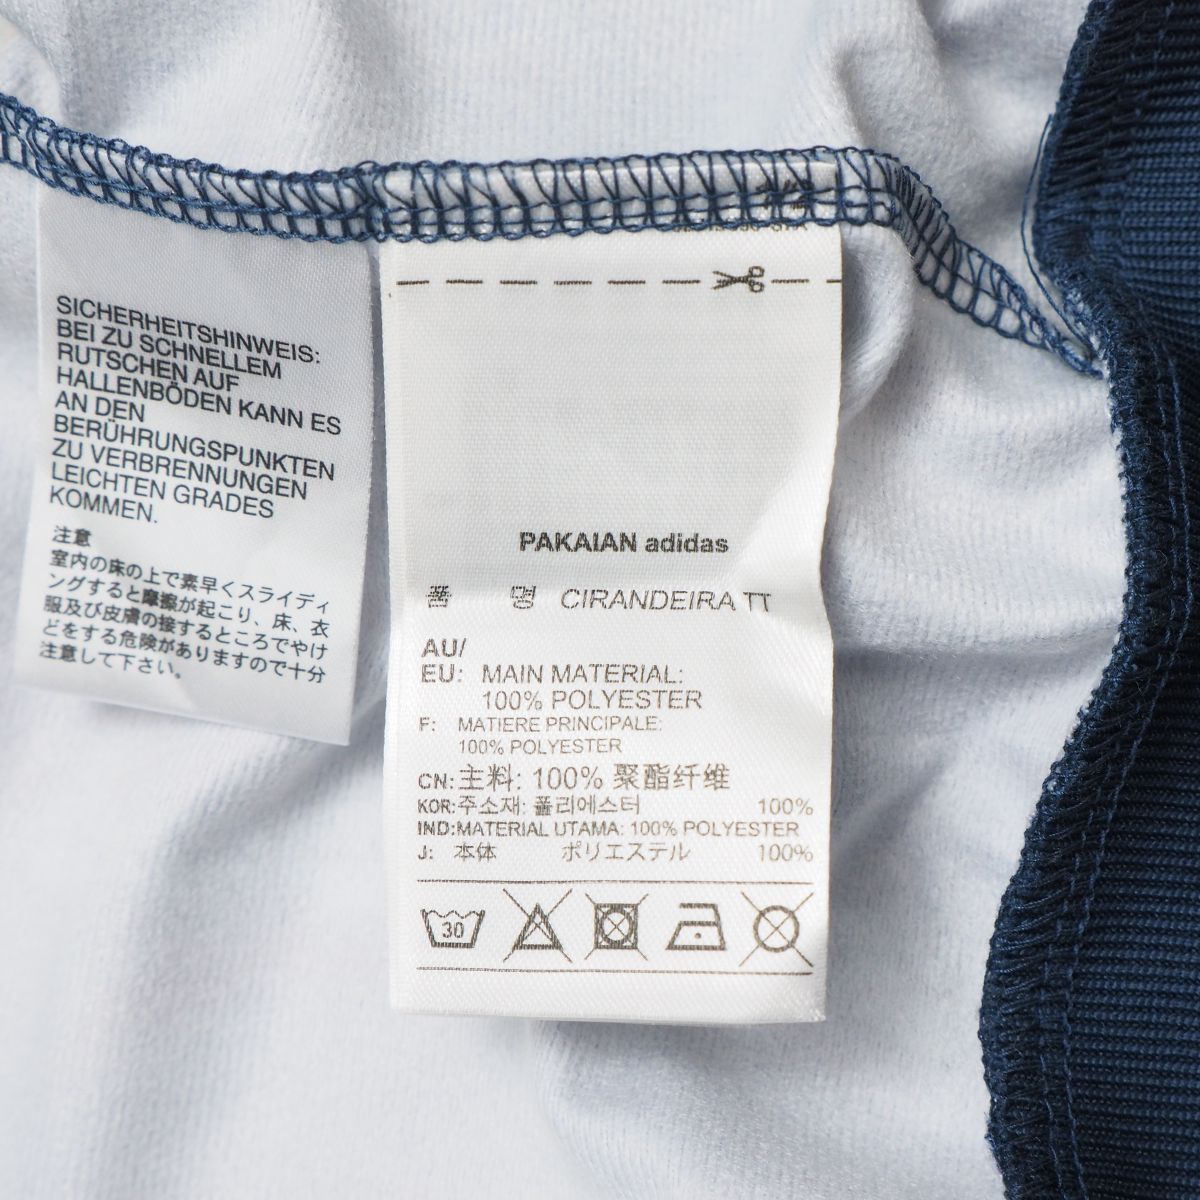 SICHERHEITSHINWEIS:
BEI ZU SCHNELLEM
RUTSCHEN AUF
HALLENBÖDEN KANN ES
AN DEN
BERÜHRUNGSPUNKTEN
ZU VERBRENNUNGEN
LEICHTEN GRADES
KOMMEN.
注意
室内の床の上で素早くスライディ
ングすると摩擦が起こり、床、衣
服及び皮膚の接するところでやけ
どをする危険がありますので十分
注意して下さい。
PAKAIAN adidas
품 명 CIRANDEIRA TT
AU/
EU: MAIN MATERIAL:
100% POLYESTER
F: MATIERE PRINCIPALE:
100% POLYESTER
CN: 主料: 100% 聚酯纤维
KOR: 주소재: 폴리에스터 100%
IND: MATERIAL UTAMA: 100% POLYESTER
J: 本体 ポリエステル 100%
30